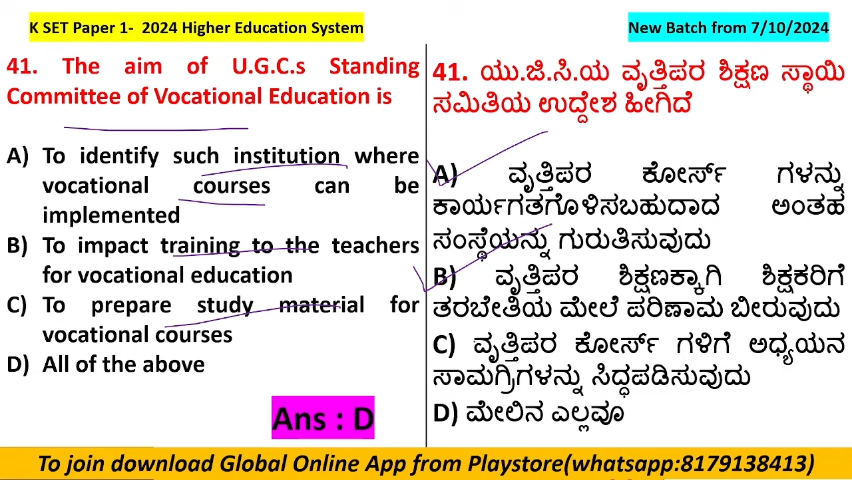 K SET Paper 1- 2024 Higher Education System
New Batch from 7/10/2024
41. The aim of U.G.C.s Standing
Committee of Vocational Education is
A) To identify such institution where
vocational courses can be
implemented
B) To impact training to the teachers
for vocational education
C) To prepare study material for
vocational courses
D) All of the above
Ans : D
41. ಯು.ಜಿ.ಸಿ.ಯ ವೃತ್ತಿಪರ ಶಿಕ್ಷಣ ಸ್ಥಾಯಿ
ಸಮಿತಿಯ ಉದ್ದೇಶ ಹೀಗಿದೆ
A) ವೃತ್ತಿಪರ ಕೋರ್ಸ್ ಗಳನ್ನು
ಕಾರ್ಯಗತಗೊಳಿಸಬಹುದಾದ ಅಂತಹ
ಸಂಸ್ಥೆಯನ್ನು ಗುರುತಿಸುವುದು
B) ವೃತ್ತಿಪರ ಶಿಕ್ಷಣಕ್ಕಾಗಿ ಶಿಕ್ಷಕರಿಗೆ
ತರಬೇತಿಯ ಮೇಲೆ ಪರಿಣಾಮ ಬೀರುವುದು
C) ವೃತ್ತಿಪರ ಕೋರ್ಸ್ ಗಳಿಗೆ ಅಧ್ಯಯನ
ಸಾಮಗ್ರಿಗಳನ್ನು ಸಿದ್ಧಪಡಿಸುವುದು
D) ಮೇಲಿನ ಎಲ್ಲವೂ
To join download Global Online App from Playstore(whatsapp:8179138413)